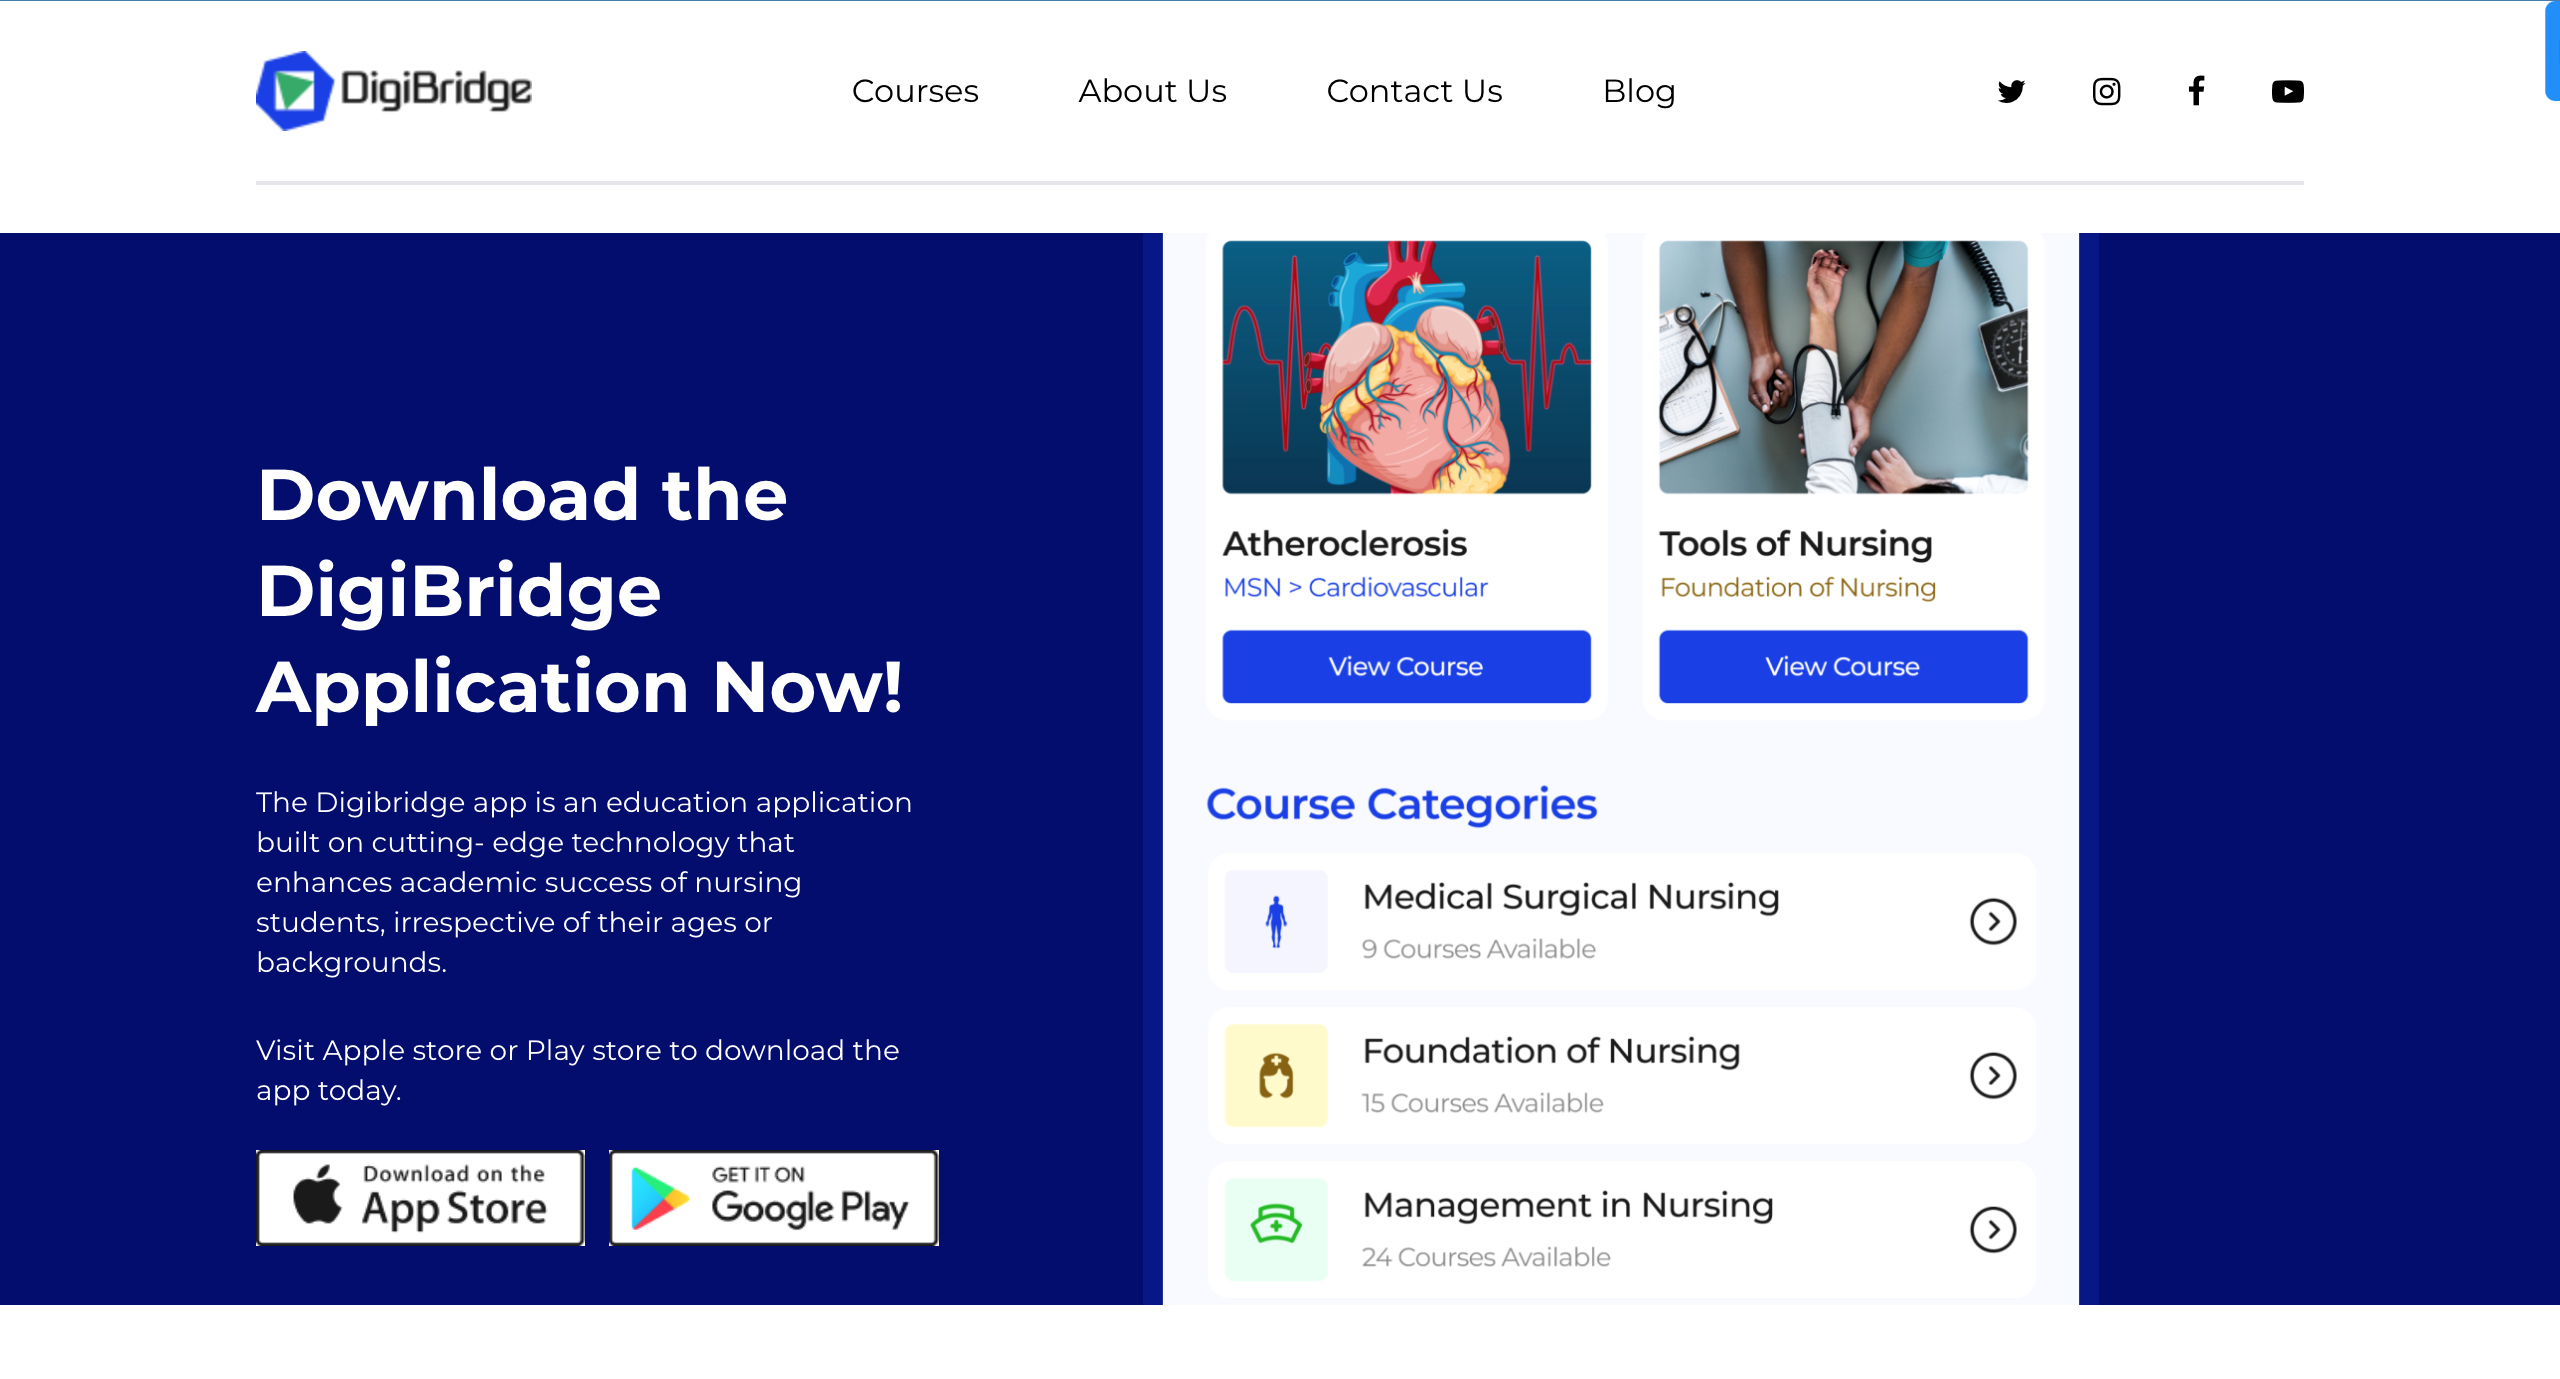 DigiBridge
Courses
About Us
Contact Us
Blog
Download the
DigiBridge
Application Now!
The Digibridge app is an education application
built on cutting- edge technology that
enhances academic success of nursing
students, irrespective of their ages or
backgrounds.
Visit Apple store or Play store to download the
app today.
Download on the
App Store
GET IT ON
Google Play
Atheroclerosis
MSN > Cardiovascular
View Course
Tools of Nursing
Foundation of Nursing
View Course
Course Categories
Medical Surgical Nursing
9 Courses Available
Foundation of Nursing
15 Courses Available
Management in Nursing
24 Courses Available